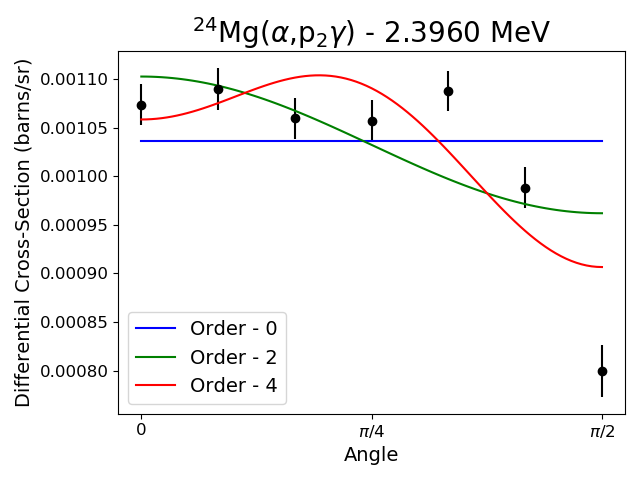 ²⁴Mg(α,p₂γ) - 2.3960 MeV
Differential Cross-Section (barns/sr)
0.00110
0.00105
0.00100
0.00095
0.00090
0.00085
0.00080
Order - 0
Order - 2
Order - 4
0 π/4 π/2
Angle